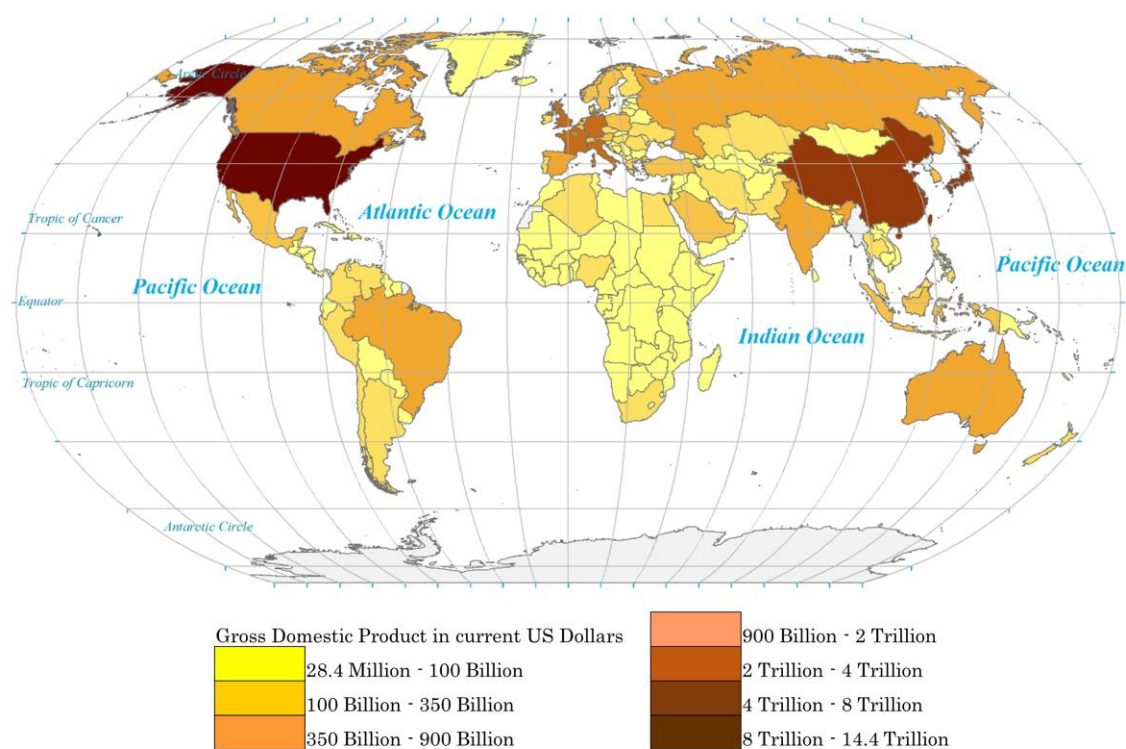 Arctic Circle
Tropic of Cancer
Atlantic Ocean
Pacific Ocean
Pacific Ocean
Equator
Indian Ocean
Tropic of Capricorn
Antarctic Circle
Gross Domestic Product in current US Dollars
28.4 Million - 100 Billion
100 Billion - 350 Billion
350 Billion - 900 Billion
900 Billion - 2 Trillion
2 Trillion - 4 Trillion
4 Trillion - 8 Trillion
8 Trillion - 14.4 Trillion